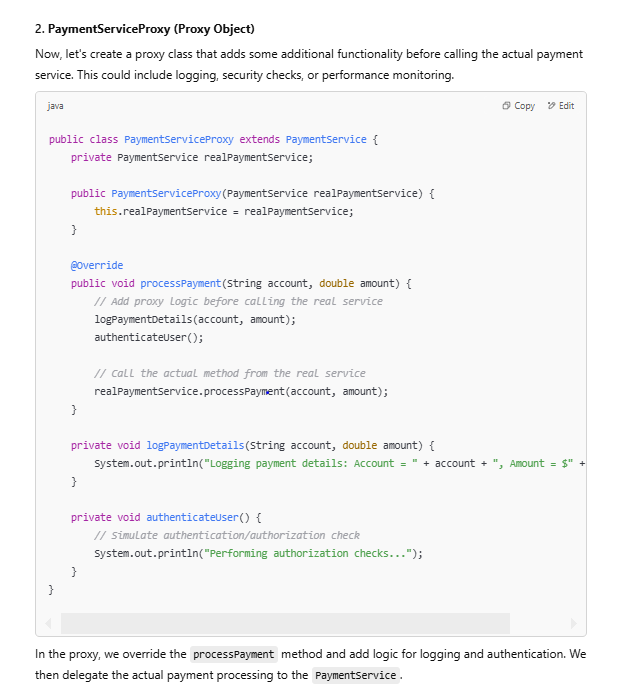 2. PaymentServiceProxy (Proxy Object)
Now, let's create a proxy class that adds some additional functionality before calling the actual payment
service. This could include logging, security checks, or performance monitoring.
java Copy Edit
public class PaymentServiceProxy extends PaymentService {
    private PaymentService realPaymentService;

    public PaymentServiceProxy(PaymentService realPaymentService) {
        this.realPaymentService = realPaymentService;
    }

    @Override
    public void processPayment(String account, double amount) {
        // Add proxy logic before calling the real service
        logPaymentDetails(account, amount);
        authenticateUser();

        // Call the actual method from the real service
        realPaymentService.processPayment(account, amount);
    }

    private void logPaymentDetails(String account, double amount) {
        System.out.println("Logging payment details: Account = " + account + ", Amount = $" +
    }

    private void authenticateUser() {
        // Simulate authentication/authorization check
        System.out.println("Performing authorization checks...");
    }
}
In the proxy, we override the processPayment method and add logic for logging and authentication. We
then delegate the actual payment processing to the PaymentService .